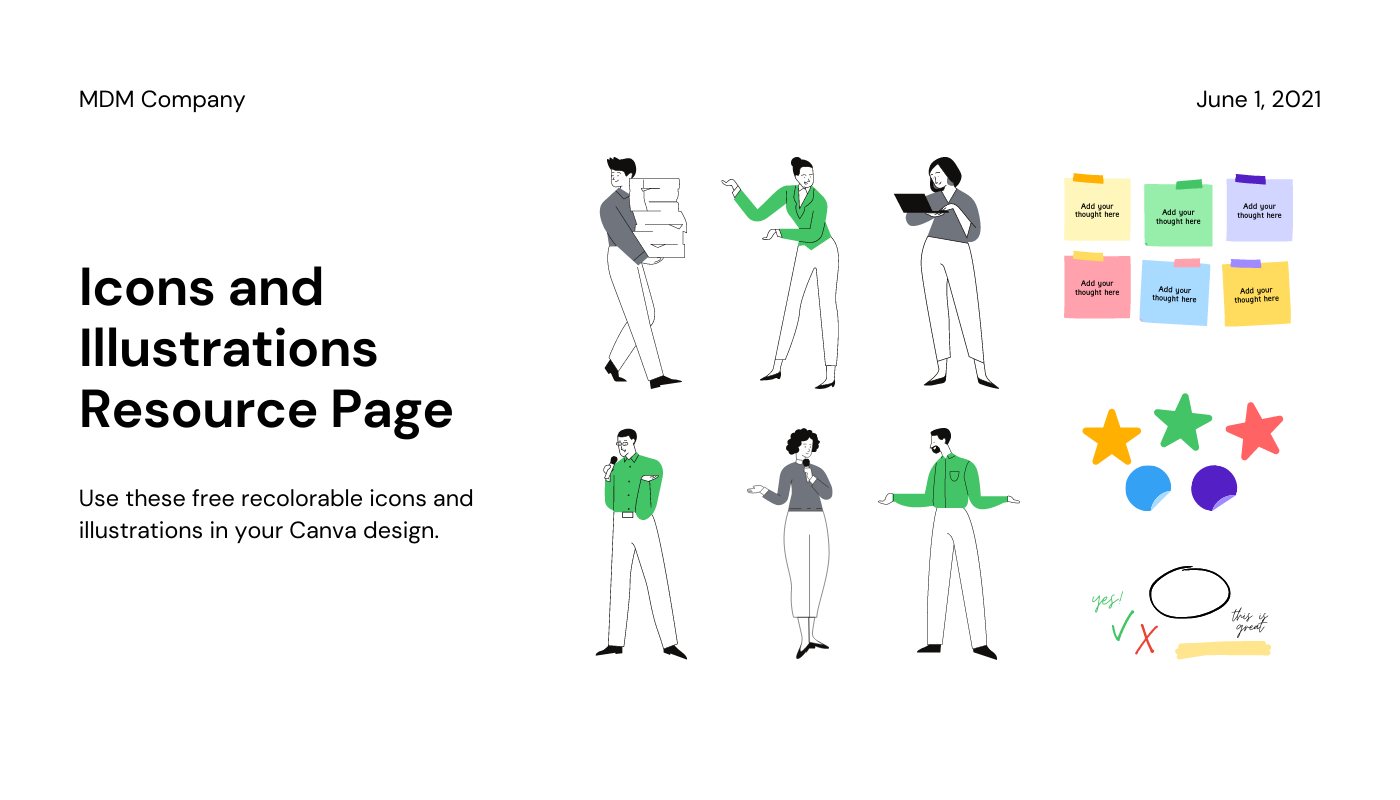 MDM Company
June 1, 2021
Icons and
Illustrations
Resource Page
Use these free recolorable icons and
illustrations in your Canva design.
Add your
thought here
Add your
thought here
Add your
thought here
Add your
thought here
Add your
thought here
Add your
thought here
yes!
this is
great